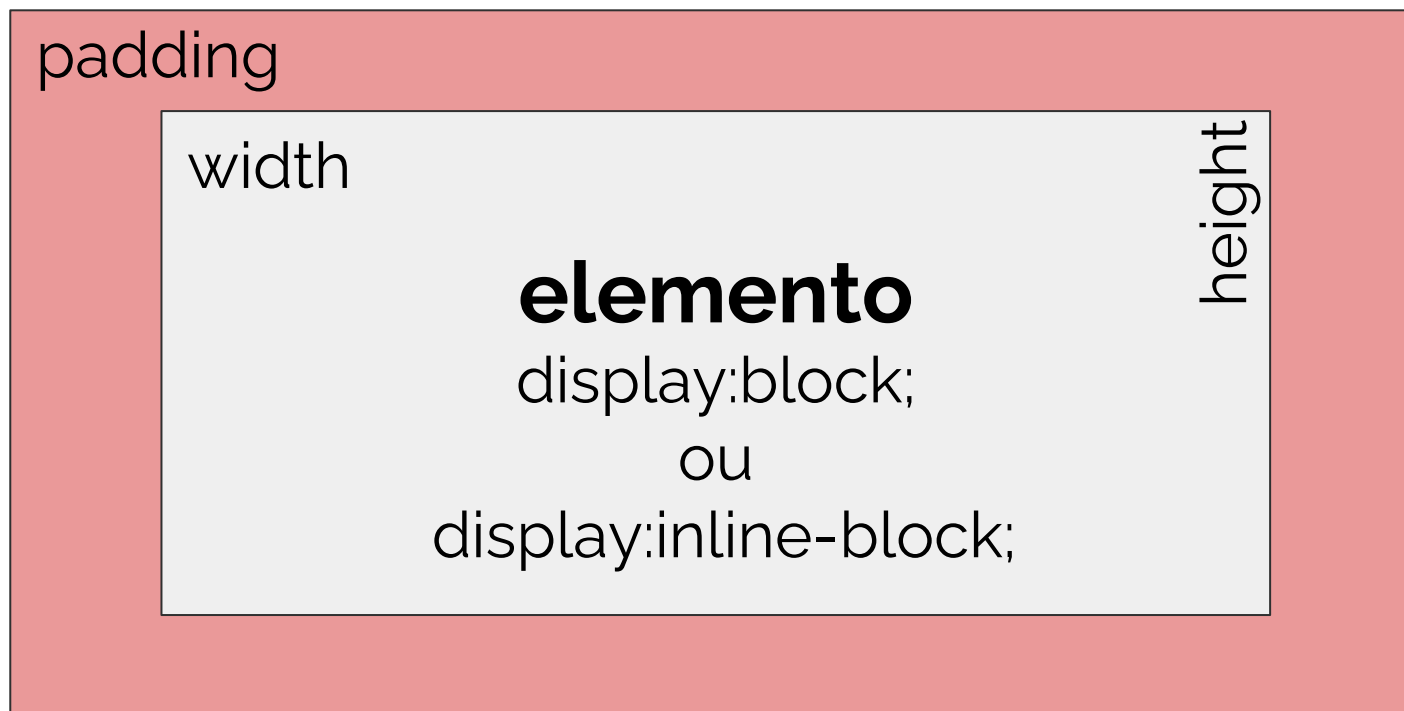 padding
width
height
elemento
display:block;
ou
display:inline-block;